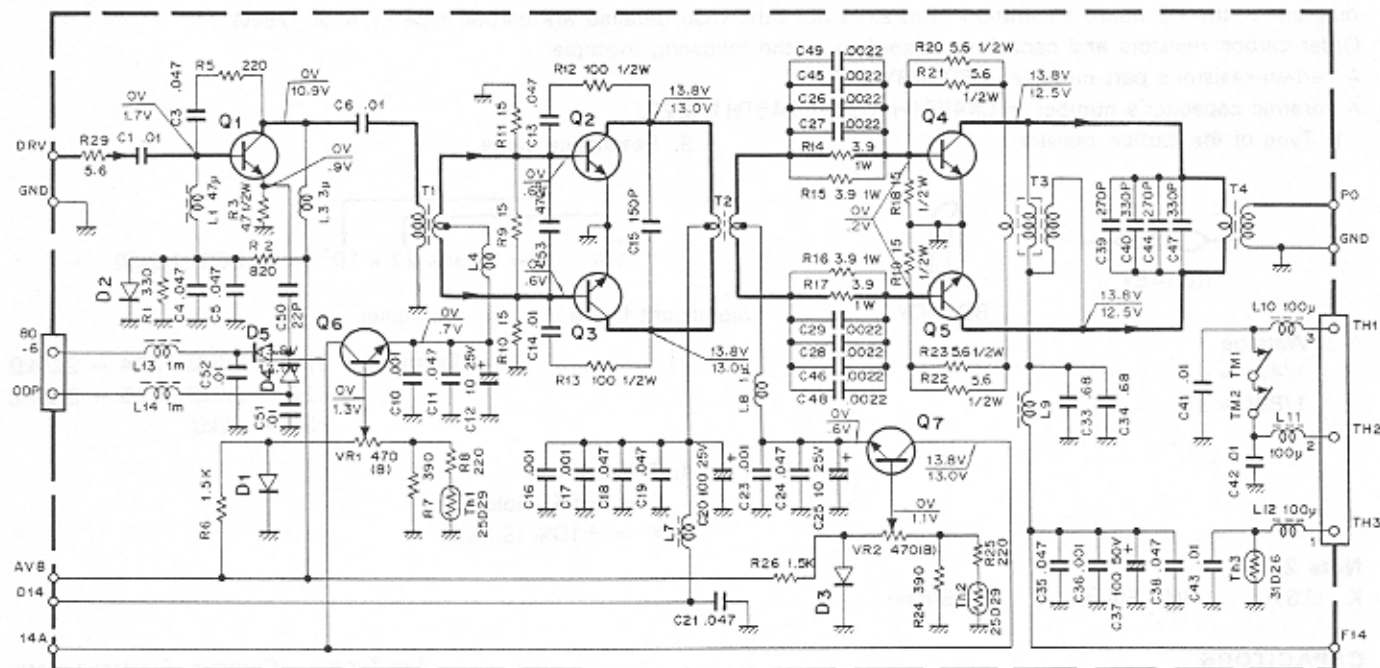 C49 .0022
R20 5.6 1/2W
R5 220
R12 100 1/2W
C45 .0022
R21 5.6
1/2W
C3 .047
0V
10.9V
C6 .01
R11 15
C13 .047
13.8V
13.0V
C26 .0022
13.8V
12.5V
0V
1.7V
Q1
Q2
C27 .0022
Q4
DRV
R29
5.6
C1 .01
R14 3.9
1W
0V
.9V
T1
T2
R15 3.9 1W
R18 15
1/2W
T3
T4
GND
L1 47μ
R3
47 1/2W
L3 3μ
R9 15
C53
470P
C15 150P
0V
.2V
C39 270P
C40 330P
C44 270P
C47 330P
PO
GND
820
L4
0V
.6V
R16 3.9 1W
R19 15
1/2W
D2
R1 330
C4 .047
C5 .047
C50
22P
R10 15
C14 .01
Q3
R17 3.9
1W
Q5
13.8V
12.5V
D5
Q6
0V
.7V
C29 .0022
L10 100μ
TH1
80
6
L13 1m
C52
.01
C28 .0022
R23 5.6 1/2W
3
D4
C10 .001
C11 .047
C12 10 25V
R13 100 1/2W
13.8V
13.0V
C46 .0022
R22 5.6
1/2W
C41 .01
TM1
ODP
L14 1m
C51
.01
0V
1.3V
L8
C48 .0022
L9
C33 .68
C34 .68
TM2
L11
100μ
2
TH2
VR1 470
(B)
0V
.6V
Q7
C42 .01
D1
R7 390
R8
220
Th1
25D29
C16 .001
C17 .001
C18 .047
C19 .047
C20 100 25V
C23 .001
C24 .047
C25 10 25V
13.8V
13.0V
R6 1.5K
0V
1.1V
L12 100μ
1
TH3
L7
VR2 470(B)
R25
220
C35 .047
C36 .001
C37 100 50V
C38 .047
C43 .01
Th3
31D26
AVB
R26 1.5K
D3
R24 390
Th2
25D29
D14
C21 .047
14A
F14